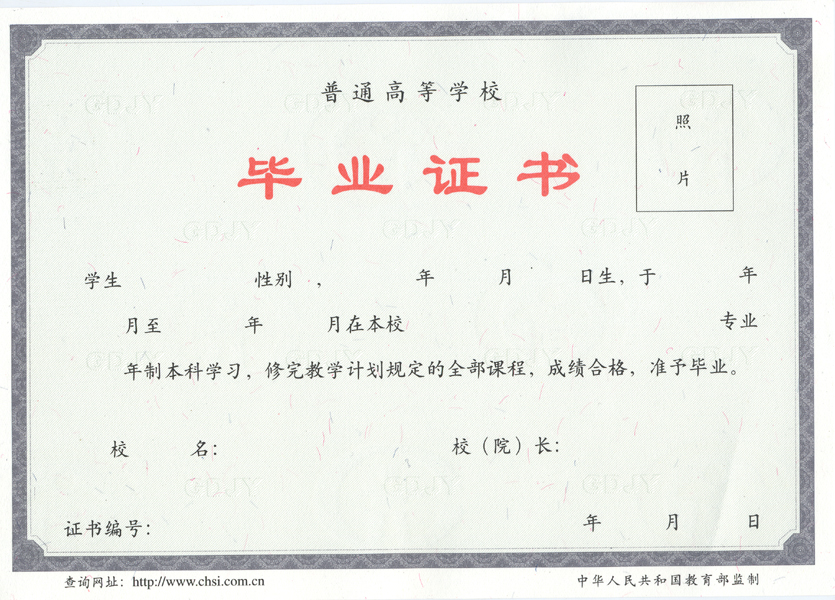 普通高等学校
毕业证书
照
片
学生 性别 , 年 月 日生, 于 年
月至 年 月在本校 专业
年制本科学习, 修完教学计划规定的全部课程, 成绩合格, 准予毕业。
校 名: 校(院)长:
证书编号: 年 月 日
查询网址: http://www.chsi.com.cn 中华人民共和国教育部监制